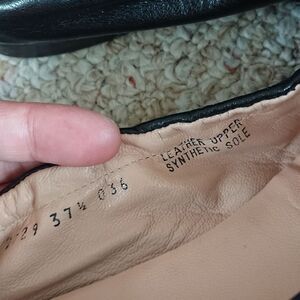 LEATHER UPPER
SYNTHETIC SOLE
29 37½ 036